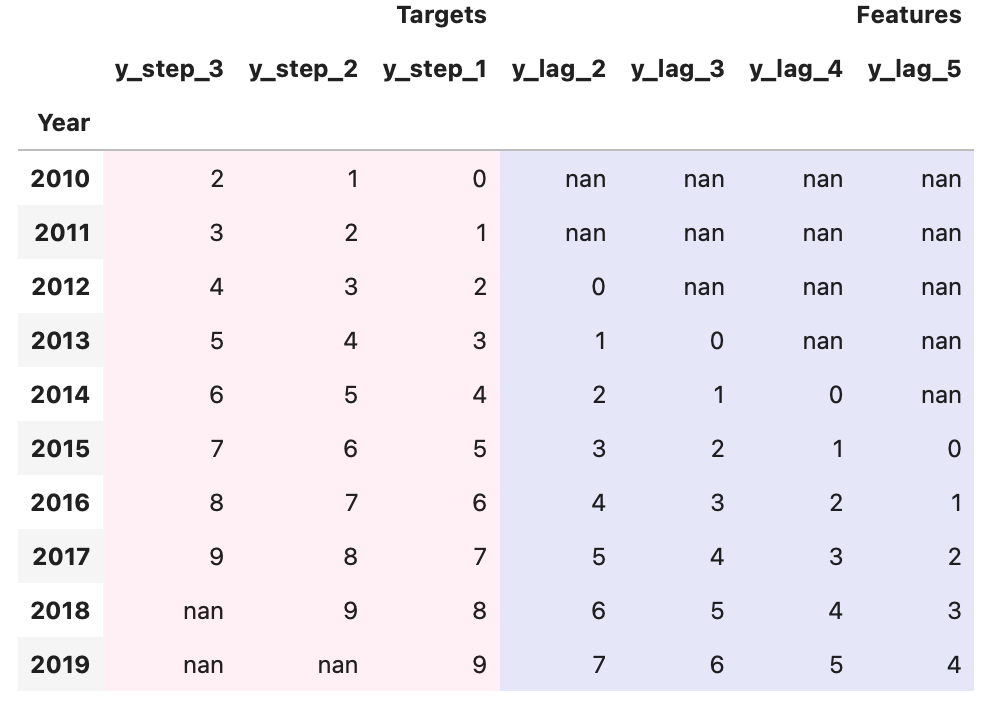 Targets Features
y_step_3 y_step_2 y_step_1 y_lag_2 y_lag_3 y_lag_4 y_lag_5
Year
2010 2 1 0 nan nan nan nan
2011 3 2 1 nan nan nan nan
2012 4 3 2 0 nan nan nan
2013 5 4 3 1 0 nan nan
2014 6 5 4 2 1 0 nan
2015 7 6 5 3 2 1 0
2016 8 7 6 4 3 2 1
2017 9 8 7 5 4 3 2
2018 nan 9 8 6 5 4 3
2019 nan nan 9 7 6 5 4